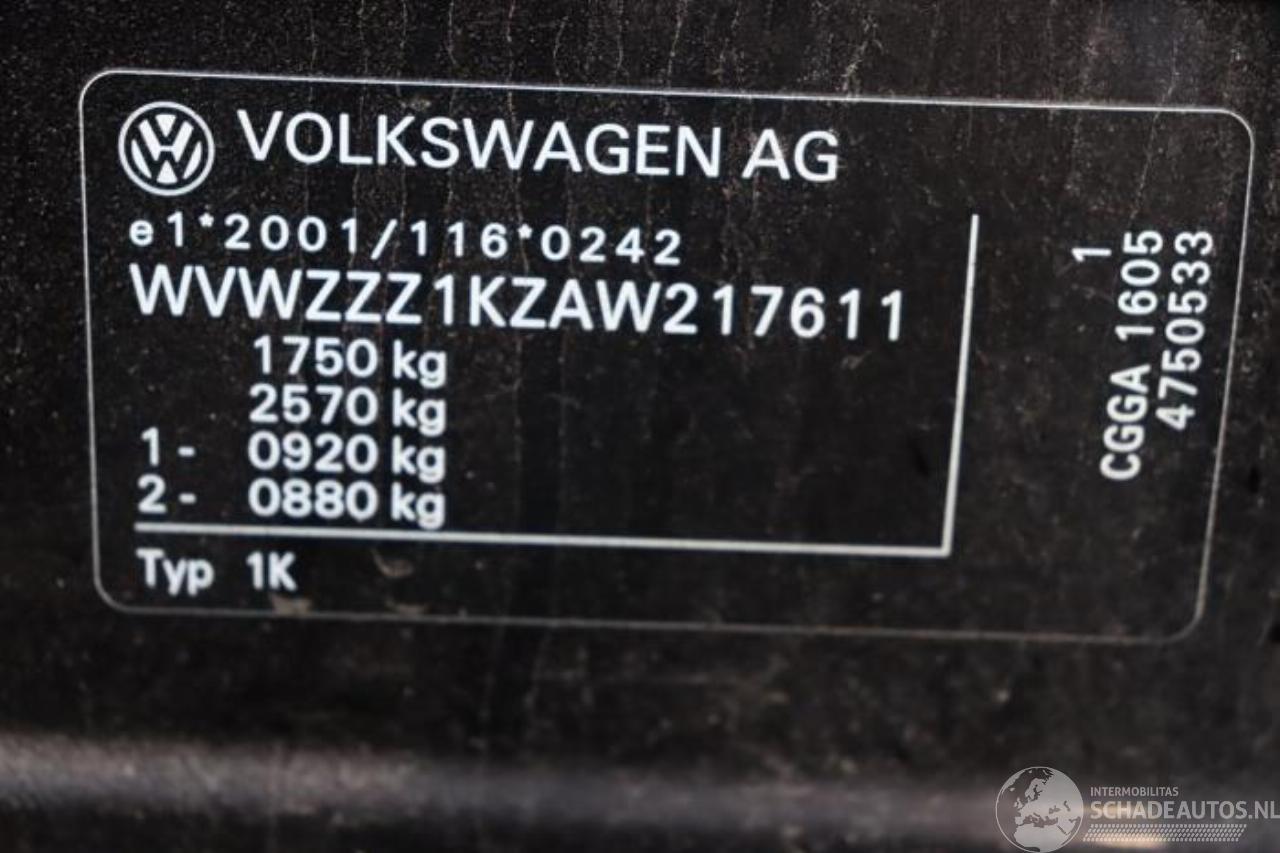 VOLKSWAGEN AG
e1*2001/116*0242
WVWZZZ1KZAW217611
1750 kg
2570 kg
1- 0920 kg
2- 0880 kg
Typ 1K
1
CGGA 1605
4750533
INTERMOBILITAS
SCHADEAUTOS.NL